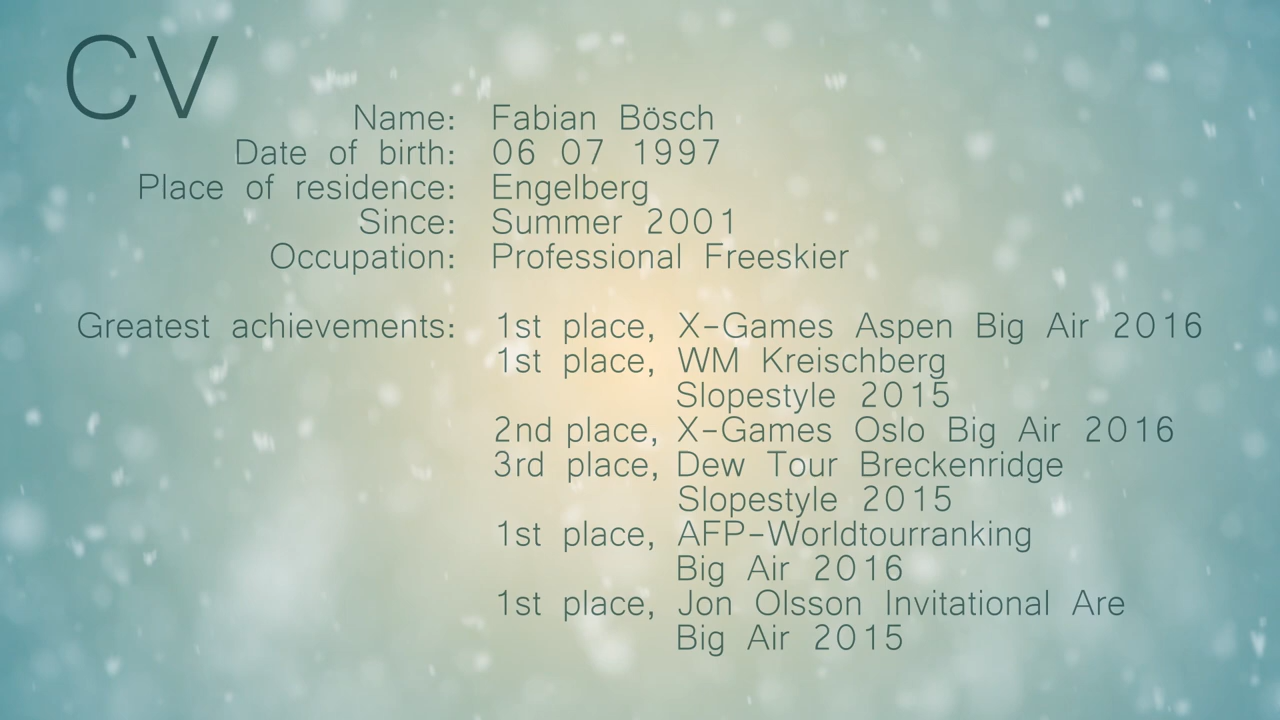 CV
Name: Fabian Bösch
Date of birth: 06 07 1997
Place of residence: Engelberg
Since: Summer 2001
Occupation: Professional Freeskier
Greatest achievements: 1st place, X-Games Aspen Big Air 2016
1st place, WM Kreischberg
Slopestyle 2015
2nd place, X-Games Oslo Big Air 2016
3rd place, Dew Tour Breckenridge
Slopestyle 2015
1st place, AFP-Worldtourranking
Big Air 2016
1st place, Jon Olsson Invitational Are
Big Air 2015